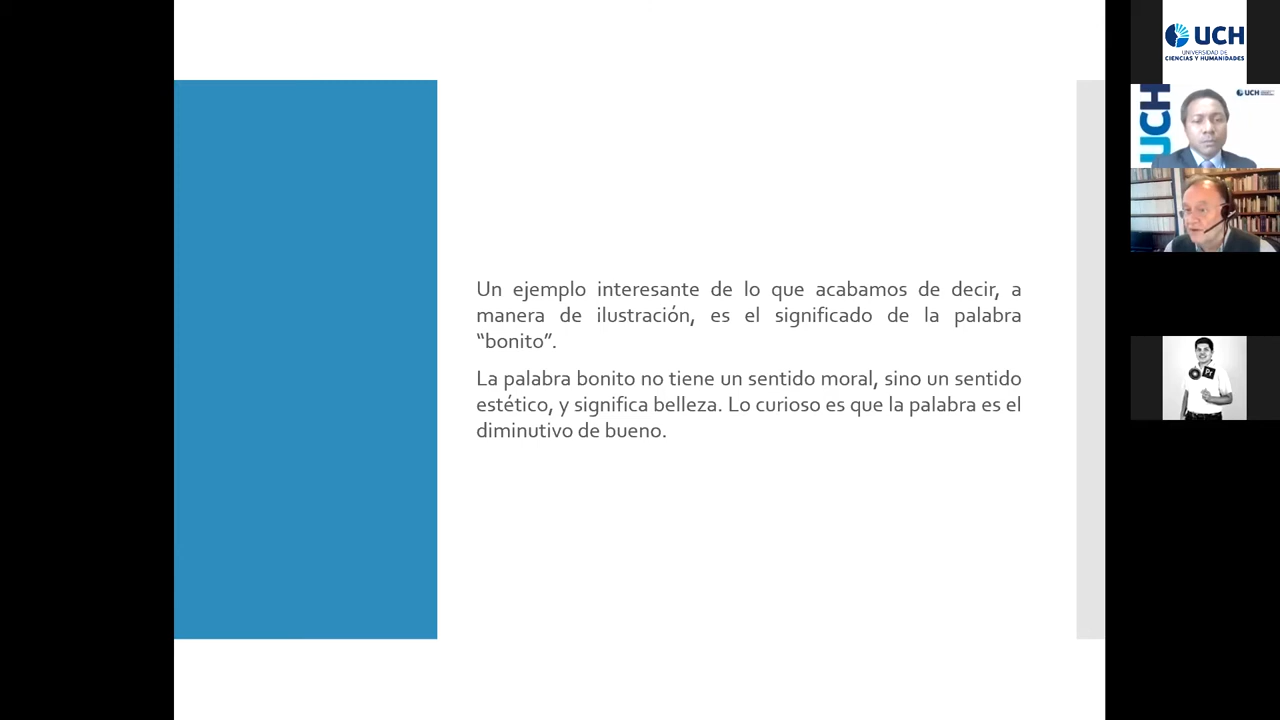 Un ejemplo interesante de lo que acabamos de decir, a
manera de ilustración, es el significado de la palabra
“bonito”.
La palabra bonito no tiene un sentido moral, sino un sentido
estético, y significa belleza. Lo curioso es que la palabra es el
diminutivo de bueno.
UCH
UNIVERSIDAD DE
CIENCIAS Y HUMANIDADES
UCH
UCH
Pr